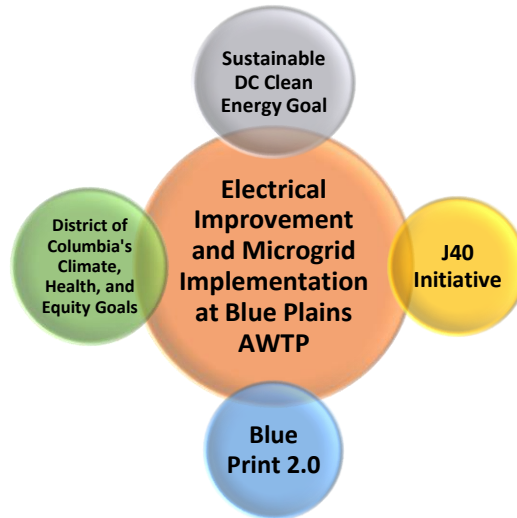 Sustainable
DC Clean
Energy Goal
Electrical
Improvement
and Microgrid
Implementation
at Blue Plains
AWTP
District of
Columbia's
Climate,
Health, and
Equity Goals
J40
Initiative
Blue
Print 2.0